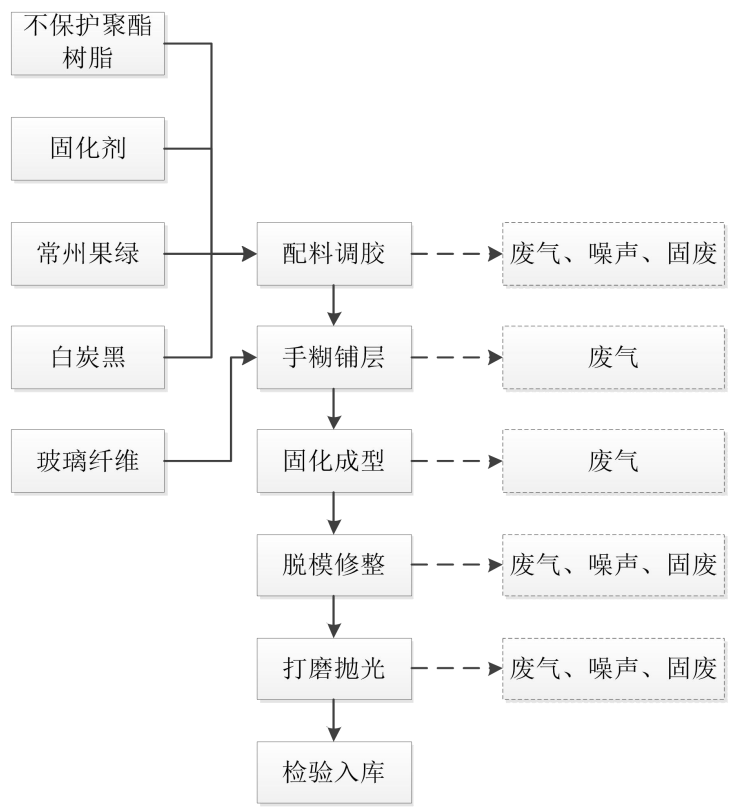 不保护聚酯
树脂
固化剂
常州果绿
配料调胶
废气、噪声、固废
白炭黑
手糊铺层
废气
玻璃纤维
固化成型
废气
脱模修整
废气、噪声、固废
打磨抛光
废气、噪声、固废
检验入库